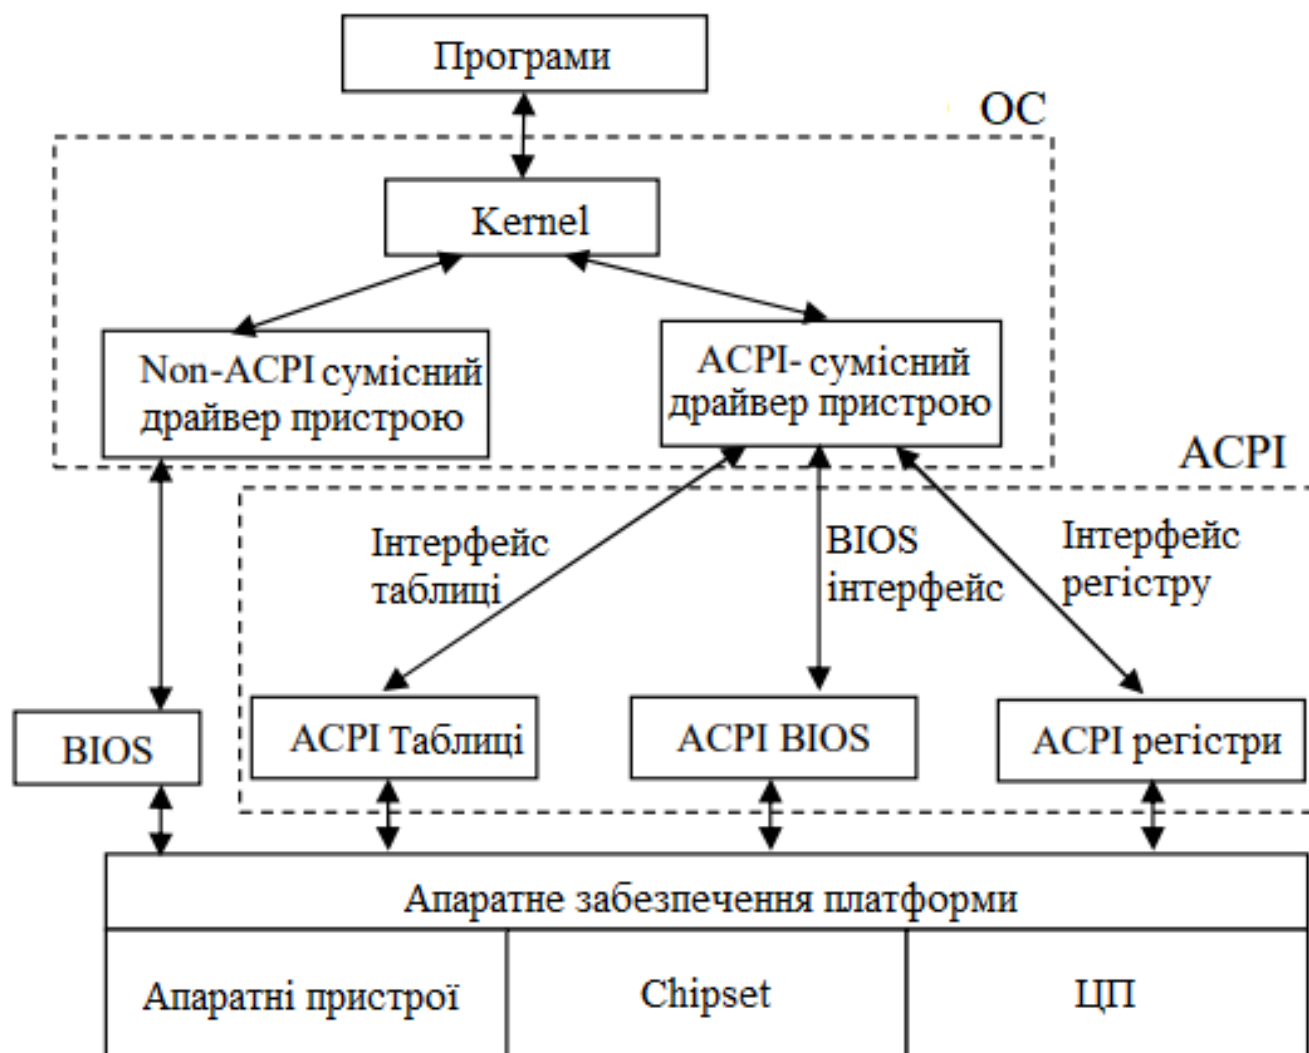 Програми
ОС
Kernel
Non-ACPI сумісний
драйвер пристрою
ACPI- сумісний
драйвер пристрою
ACPI
Інтерфейс
таблиці
BIOS
інтерфейс
Інтерфейс
регістру
BIOS
ACPI Таблиці
ACPI BIOS
ACPI регістри
Апаратне забезпечення платформи
Апаратні пристрої
Chipset
ЦП